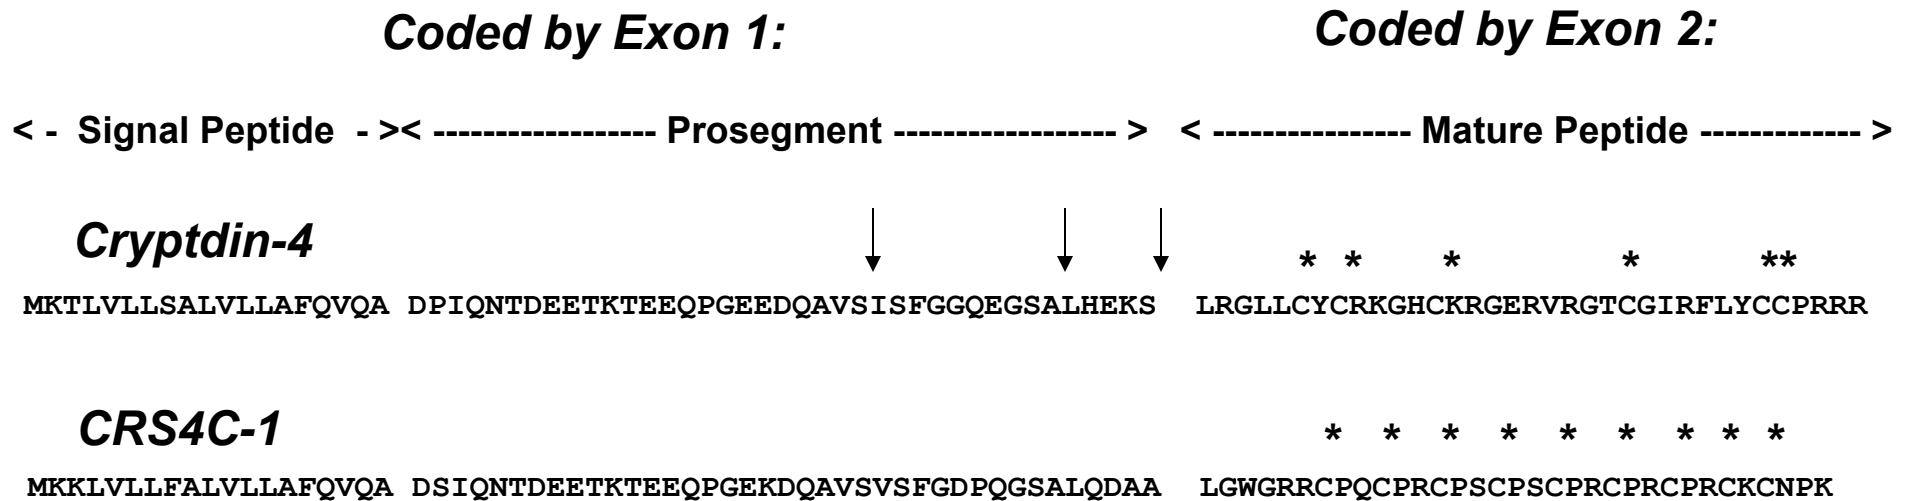 Coded by Exon 1: Coded by Exon 2:
< - Signal Peptide - >< ------------------ Prosegment ------------------ > < ---------------- Mature Peptide ------------- >
Cryptdin-4
* * * * **
MKTLVLLSALVLLAFQVQA DPIQNTDEETKTEEQPGEEDQAVSISFGGQEGSALHEKS LRGLLCYCRKGHCKRGERVRGTCGIRFLYCCPRRR
CRS4C-1
* * * * * * * * *
MKKLVLLFALVLLAFQVQA DSIQNTDEETKTEEQPGEKDQAVSVSFGDPQGSALQDAA LGWGRRCPQCPRCPSCPSCPRCPRCPRCKCNPK